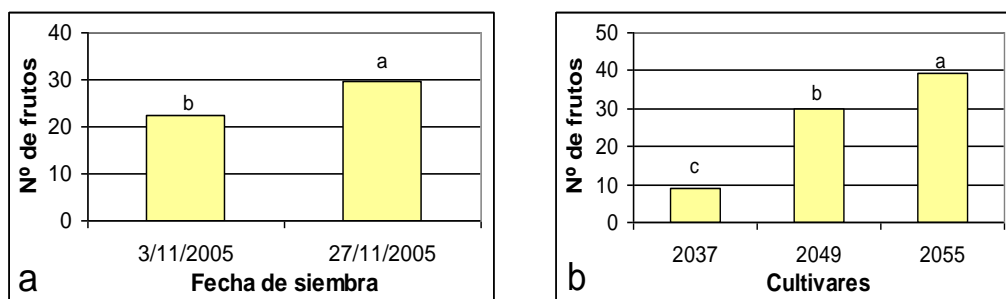 40
30
20
10
0
Nº de frutos
b
a
3/11/2005 27/11/2005
Fecha de siembra
a
50
40
30
20
10
0
Nº de frutos
c
b
a
2037 2049 2055
Cultivares
b